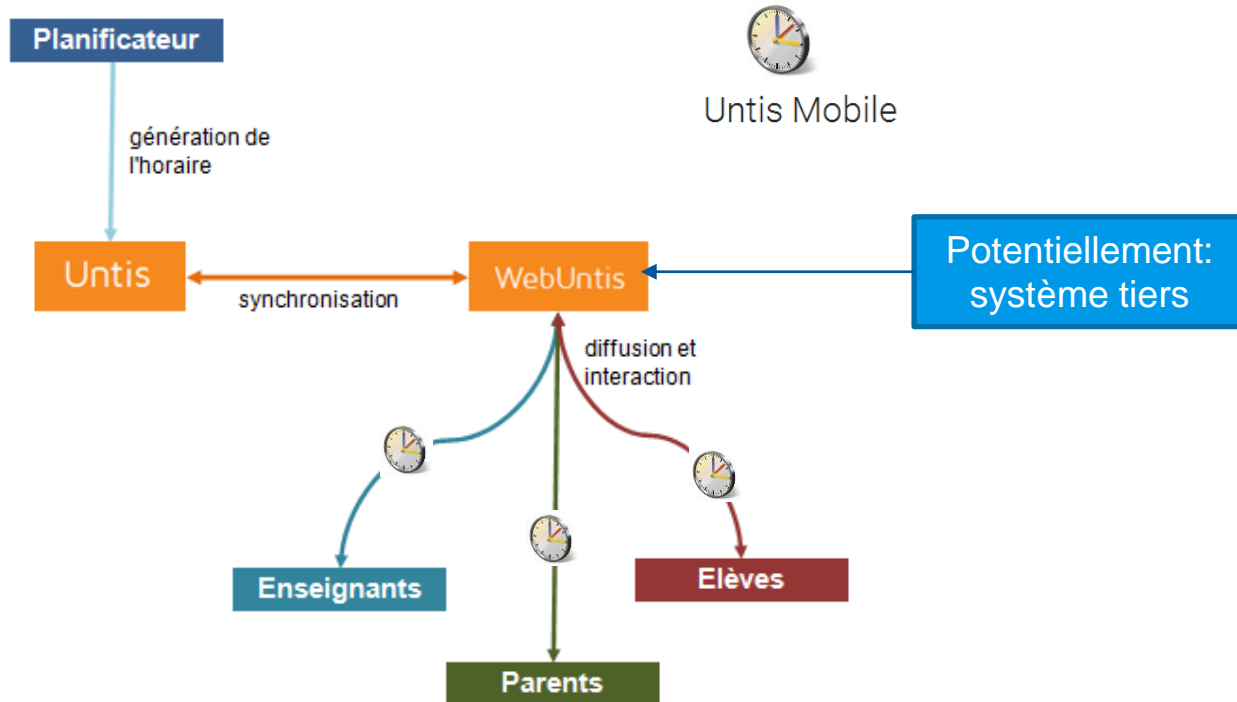 Planificateur
Untis Mobile
génération de
l'horaire
Potentiellement:
système tiers
Untis
WebUntis
synchronisation
diffusion et
interaction
Enseignants
Elèves
Parents